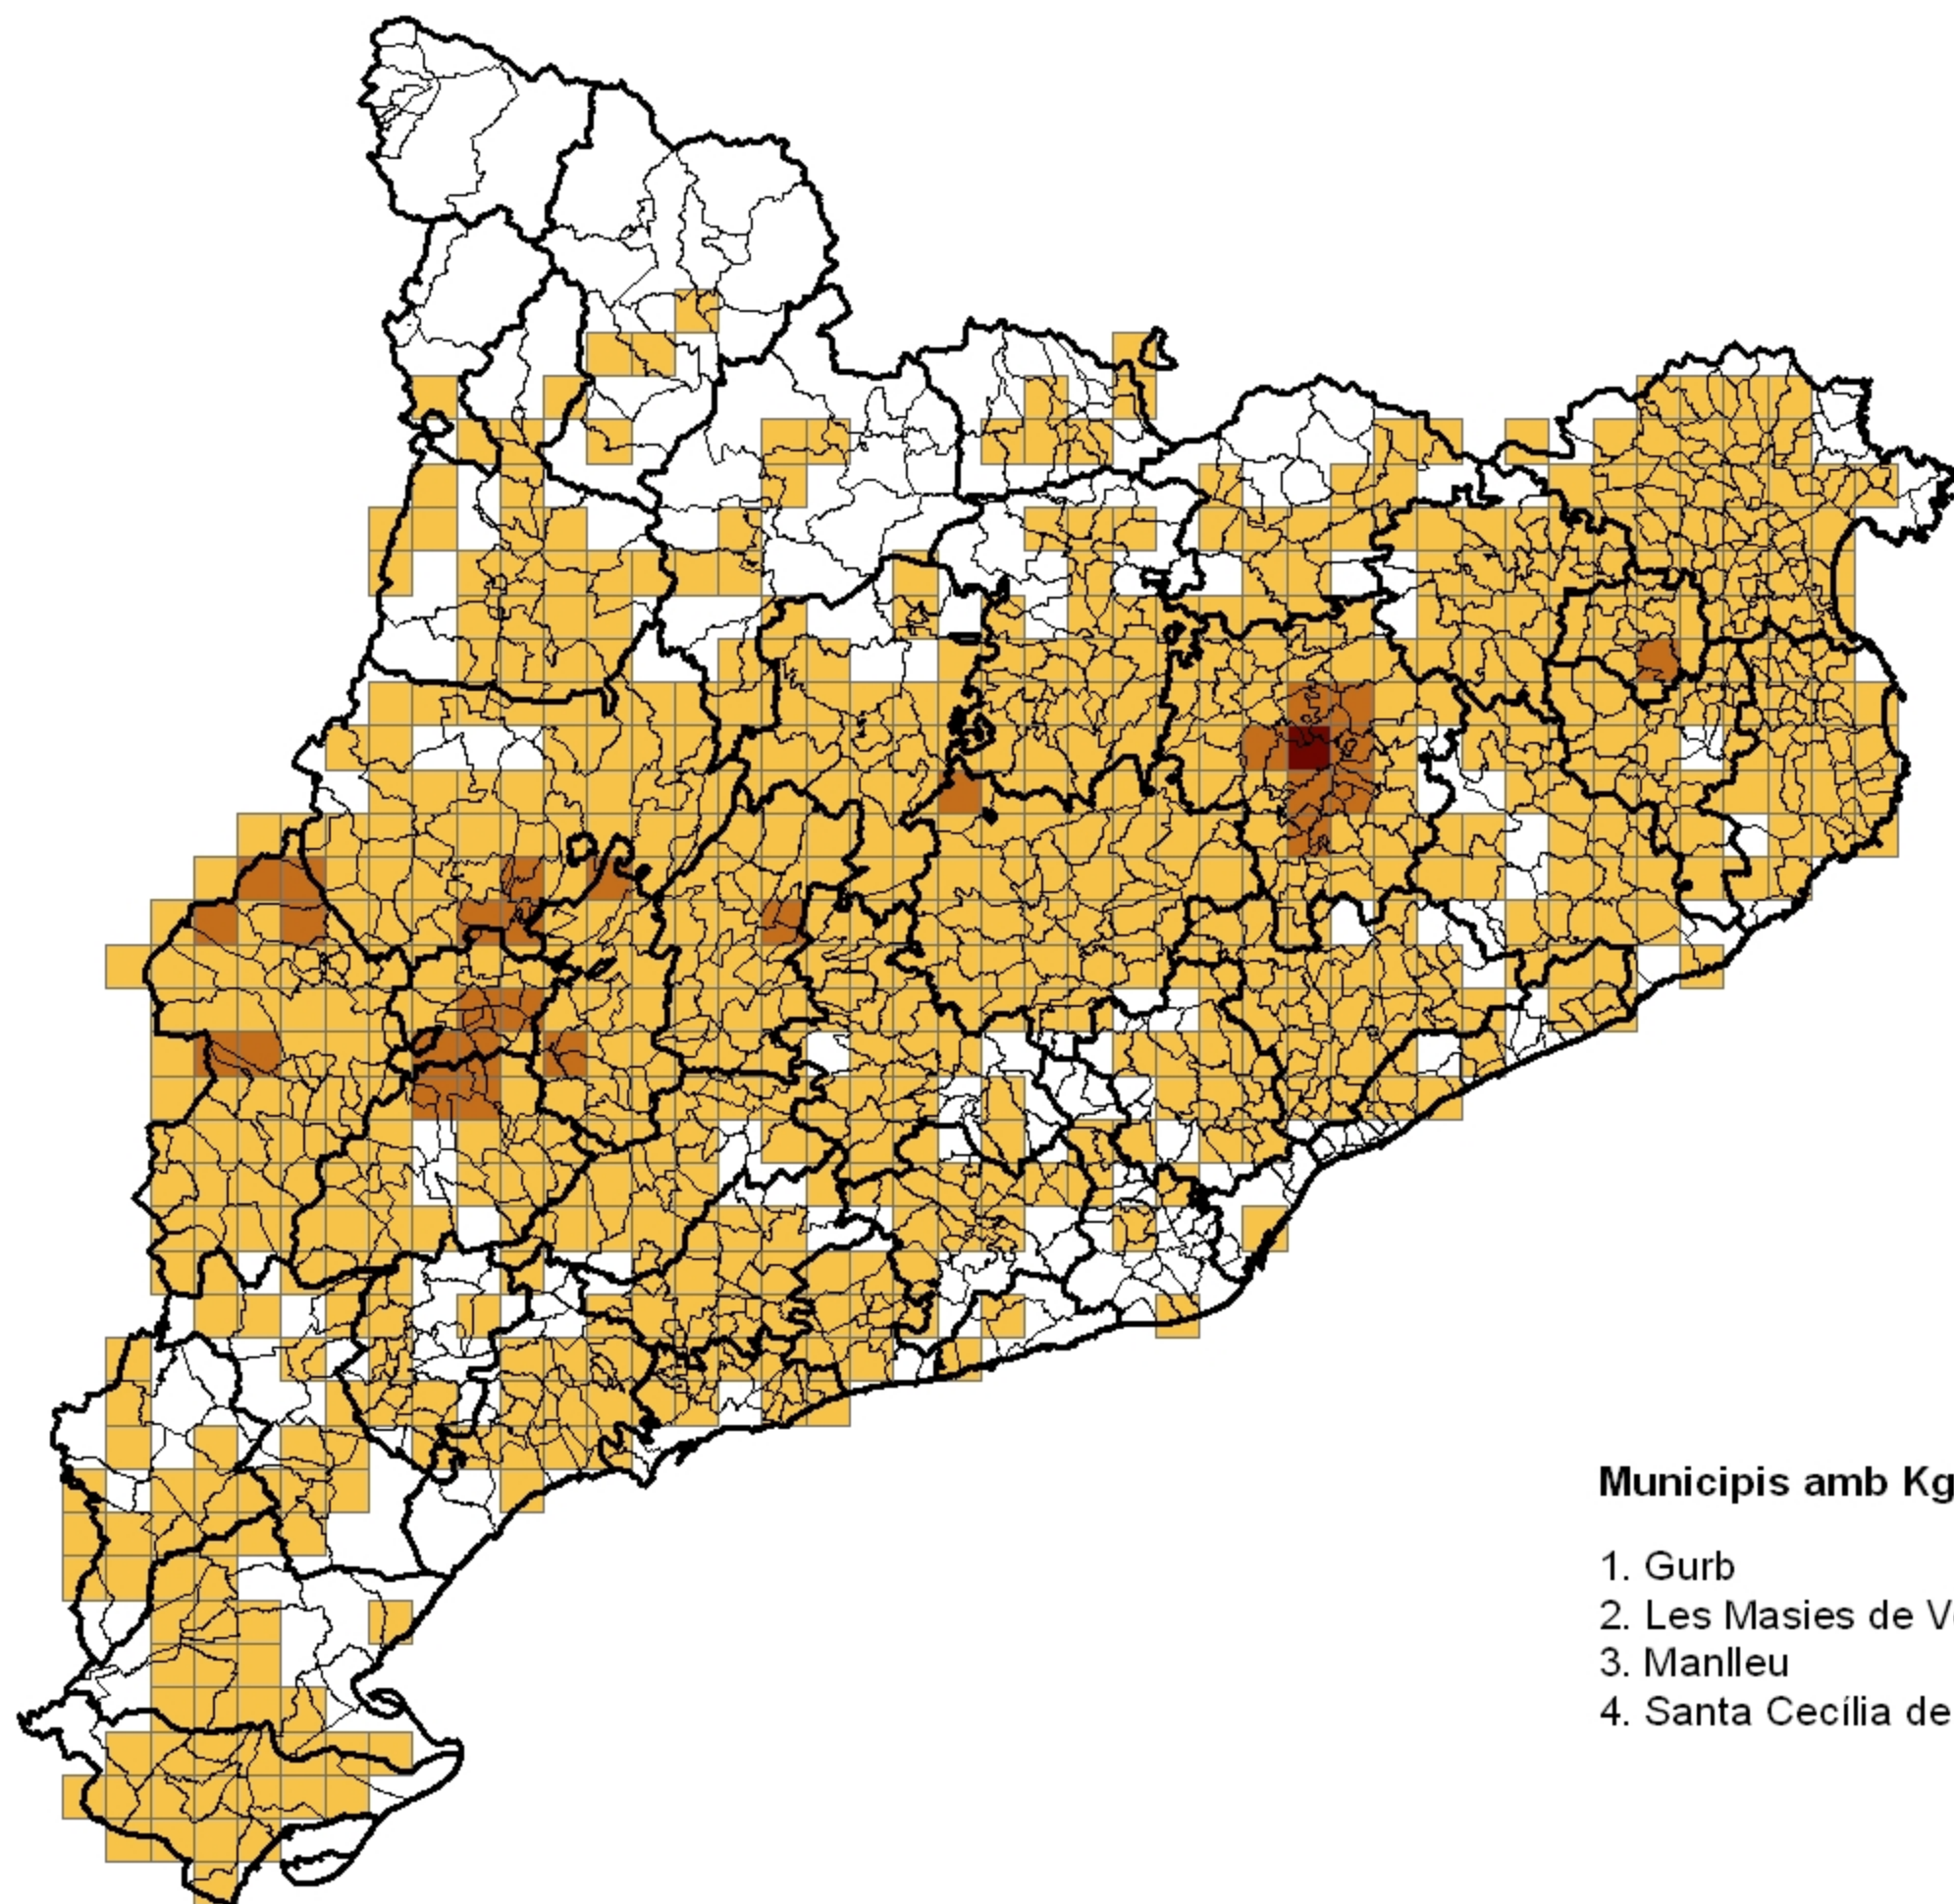 Municipis amb Kg
1. Gurb
2. Les Masies de
3. Manlleu
4. Santa Cecília de